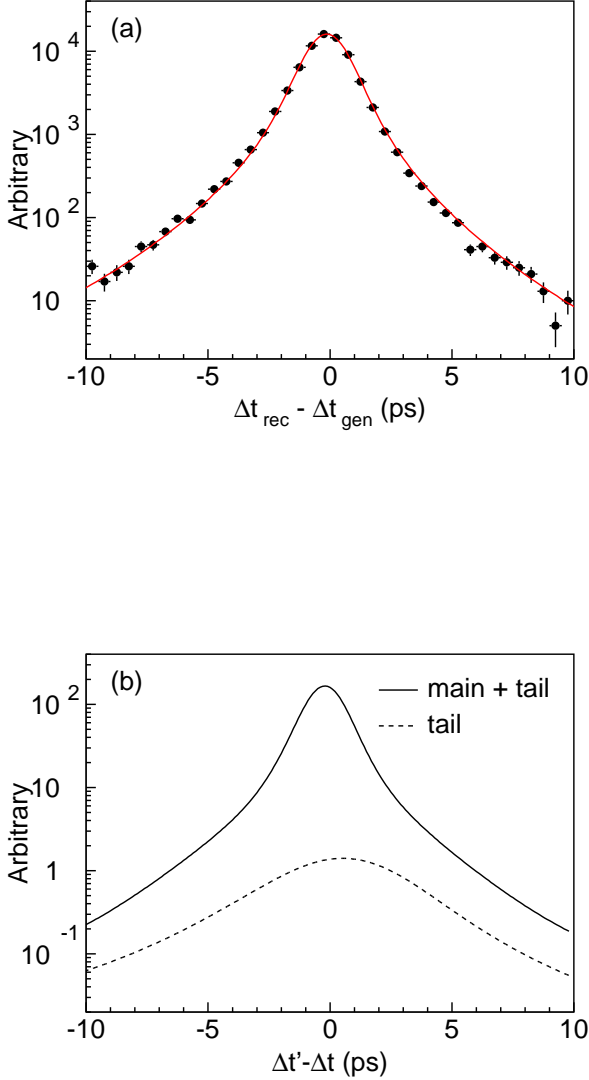 (a)
Arbitrary
10 4
10 3
10 2
10
-10 -5 0 5 10
Δt rec - Δt gen (ps)
(b)
main + tail
tail
Arbitrary
10 2
10
1
10 -1
-10 -5 0 5 10
Δt'-Δt (ps)